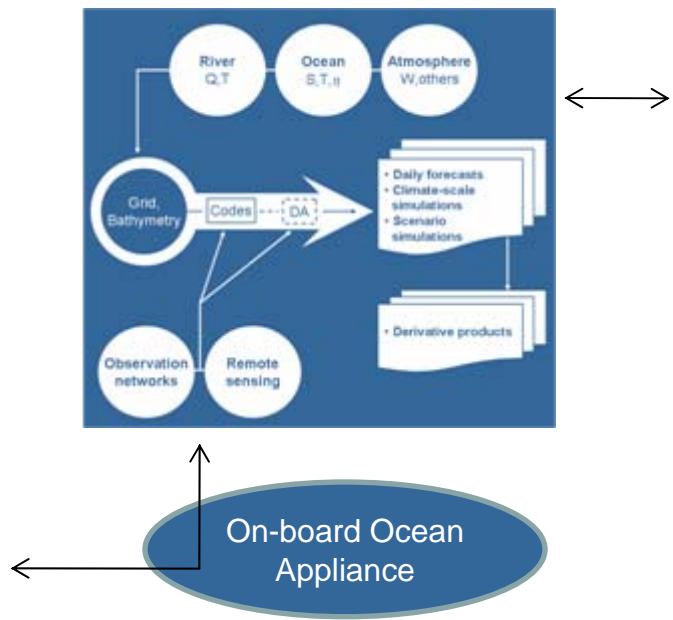 River
Q,T
Ocean
S,T,η
Atmosphere
W,others
Grid,
Bathymetry
Codes
DA
• Daily forecasts
• Climate-scale
simulations
• Scenario
simulations
• Derivative products
Observation
networks
Remote
sensing
On-board Ocean
Appliance